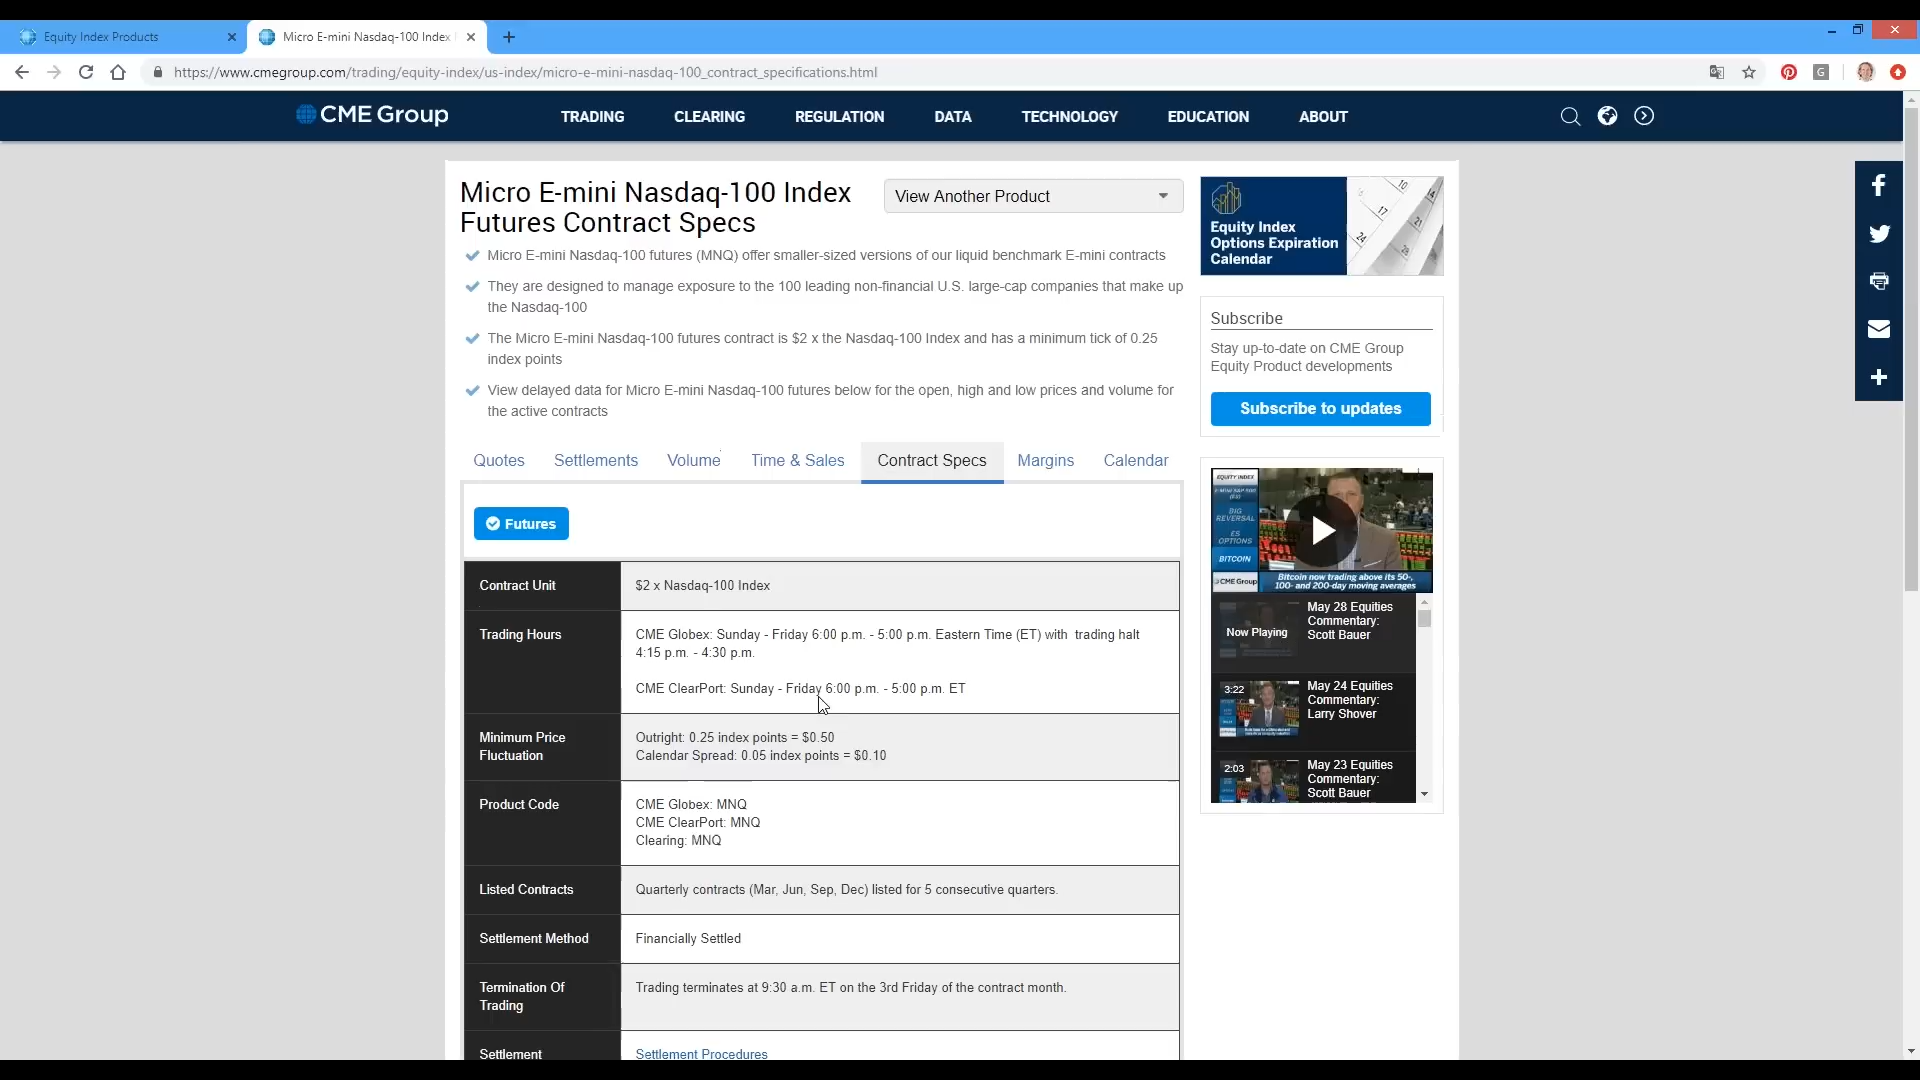 Equity Index Products
Micro E-mini Nasdaq-100 Index
https://www.cmegroup.com/trading/equity-index/us-index/micro-e-mini-nasdaq-100_contract_specifications.html
G
CME Group
TRADING
CLEARING
REGULATION
DATA
TECHNOLOGY
EDUCATION
ABOUT
Micro E-mini Nasdaq-100 Index
Futures Contract Specs
View Another Product
Micro E-mini Nasdaq-100 futures (MNQ) offer smaller-sized versions of our liquid benchmark E-mini contracts
They are designed to manage exposure to the 100 leading non-financial U.S. large-cap companies that make up
the Nasdaq-100
The Micro E-mini Nasdaq-100 futures contract is $2 x the Nasdaq-100 Index and has a minimum tick of 0.25
index points
View delayed data for Micro E-mini Nasdaq-100 futures below for the open, high and low prices and volume for
the active contracts
Quotes
Settlements
Volume
Time & Sales
Contract Specs
Margins
Calendar
Futures
Contract Unit
$2 x Nasdaq-100 Index
Trading Hours
CME Globex: Sunday - Friday 6:00 p.m. - 5:00 p.m. Eastern Time (ET) with trading halt
4:15 p.m. - 4:30 p.m.
CME ClearPort: Sunday - Friday 6:00 p.m. - 5:00 p.m. ET
Minimum Price
Fluctuation
Outright: 0.25 index points = $0.50
Calendar Spread: 0.05 index points = $0.10
Product Code
CME Globex: MNQ
CME ClearPort: MNQ
Clearing: MNQ
Listed Contracts
Quarterly contracts (Mar, Jun, Sep, Dec) listed for 5 consecutive quarters.
Settlement Method
Financially Settled
Termination Of
Trading
Trading terminates at 9:30 a.m. ET on the 3rd Friday of the contract month.
Settlement
Settlement Procedures
Equity Index
Options Expiration
Calendar
10
14
17
21
24
28
Subscribe
Stay up-to-date on CME Group
Equity Product developments
Subscribe to updates
EQUITY INDEX
BIG
REVERSAL
ES
OPTIONS
BITCOIN
CME Group
Bitcoin now trading above its 50-,
100- and 200-day moving averages
Now Playing
May 28 Equities
Commentary:
Scott Bauer
3:22
May 24 Equities
Commentary:
Larry Shover
2:03
May 23 Equities
Commentary:
Scott Bauer